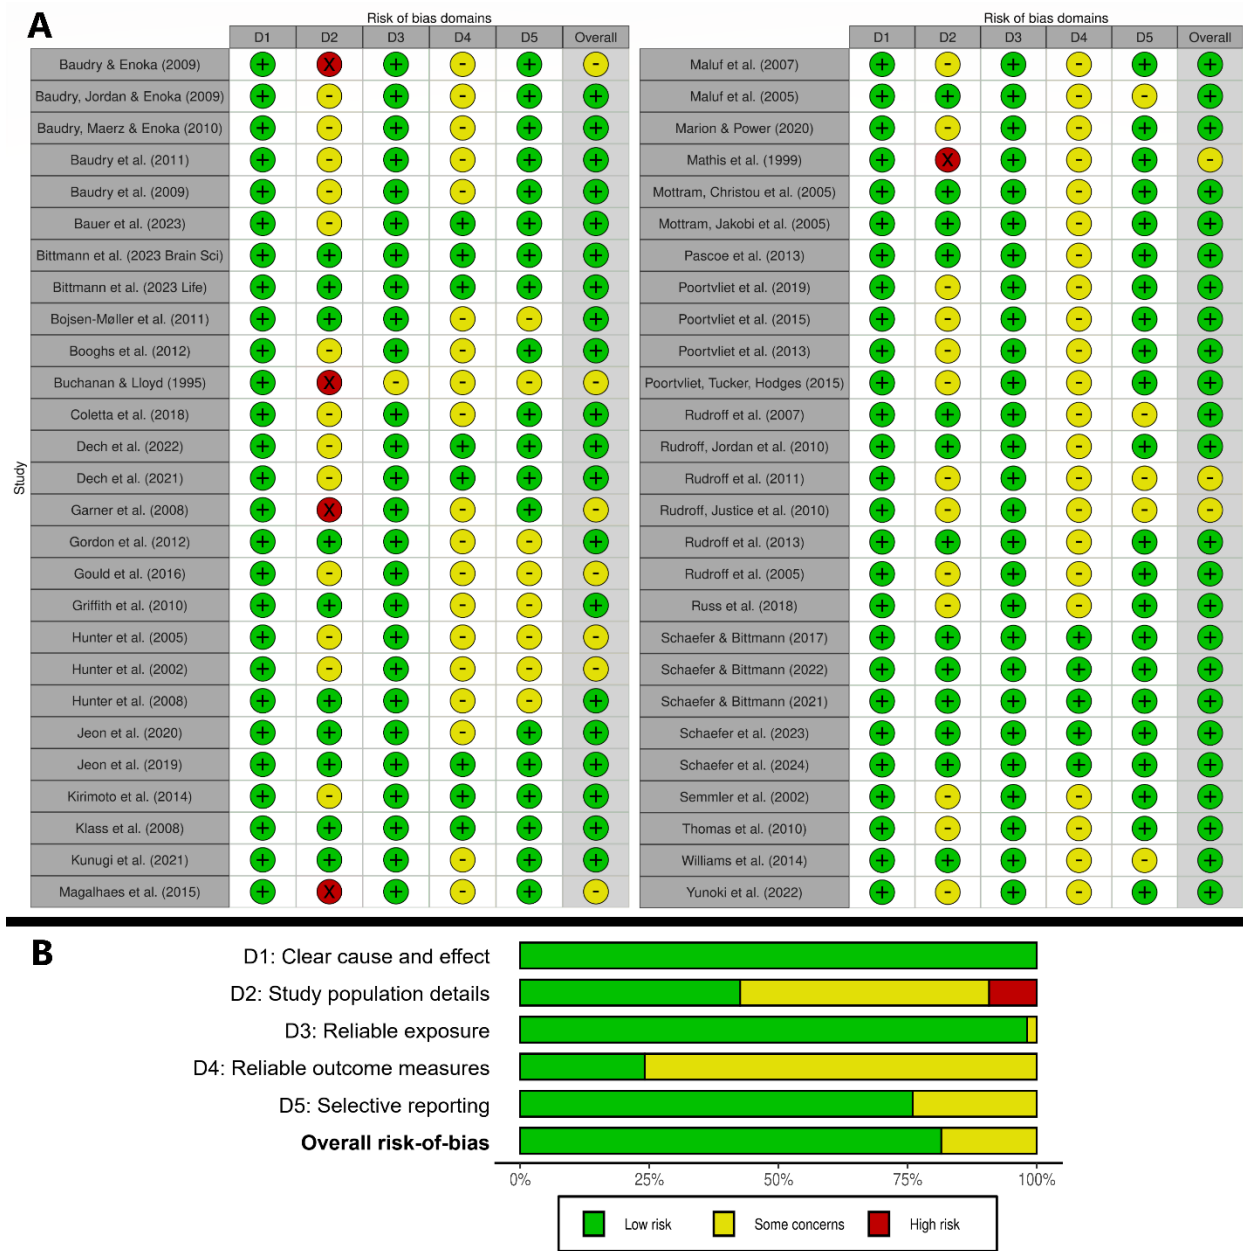 A
Risk of bias domains
D1 D2 D3 D4 D5 Overall
Study
Baudry & Enoka (2009) + X + - + -
Baudry, Jordan & Enoka (2009) + - + - + +
Baudry, Maerz & Enoka (2010) + - + - + +
Baudry et al. (2011) + - + - + +
Baudry et al. (2009) + - + - + +
Bauer et al. (2023) + - + + + +
Bittmann et al. (2023 Brain Sci) + + + + + +
Bittmann et al. (2023 Life) + + + + + +
Bojsen-Møller et al. (2011) + + + - - +
Booghs et al. (2012) + - + - + +
Buchanan & Lloyd (1995) + X - - - -
Coletta et al. (2018) + - + - + +
Dech et al. (2022) + - + + + +
Dech et al. (2021) + - + + + +
Garner et al. (2008) + X + - + -
Gordon et al. (2012) + + + - - +
Gould et al. (2016) + - + - - -
Griffith et al. (2010) + + + - - +
Hunter et al. (2005) + - + - - -
Hunter et al. (2002) + - + - - -
Hunter et al. (2008) + + + - - +
Jeon et al. (2020) + + + - + +
Jeon et al. (2019) + + + + + +
Kirimoto et al. (2014) + - + + + +
Klass et al. (2008) + + + + + +
Kunugi et al. (2021) + + + - + +
Magalhaes et al. (2015) + X + - + -
Risk of bias domains
D1 D2 D3 D4 D5 Overall
Maluf et al. (2007) + - + - + +
Maluf et al. (2005) + + + - - +
Marion & Power (2020) + - + - + +
Mathis et al. (1999) + X + - + -
Mottram, Christou et al. (2005) + + + - + +
Mottram, Jakobi et al. (2005) + + + - + +
Pascoe et al. (2013) + + + - + +
Poortvliet et al. (2019) + - + - + +
Poortvliet et al. (2015) + - + - + +
Poortvliet et al. (2013) + - + - + +
Poortvliet, Tucker, Hodges (2015) + - + - + +
Rudroff et al. (2007) + + + - - +
Rudroff, Jordan et al. (2010) + + + - + +
Rudroff et al. (2011) + - + - - -
Rudroff, Justice et al. (2010) + - + - - -
Rudroff et al. (2013) + + + - + +
Rudroff et al. (2005) + - + - + +
Russ et al. (2018) + - + - + +
Schaefer & Bittmann (2017) + + + + + +
Schaefer & Bittmann (2022) + + + + + +
Schaefer & Bittmann (2021) + + + + + +
Schaefer et al. (2023) + + + + + +
Schaefer et al. (2024) + + + + + +
Semmler et al. (2002) + - + - + +
Thomas et al. (2010) + - + - + +
Williams et al. (2014) + + + - - +
Yunoki et al. (2022) + - + - + +
B
D1: Clear cause and effect
D2: Study population details
D3: Reliable exposure
D4: Reliable outcome measures
D5: Selective reporting
Overall risk-of-bias
0% 25% 50% 75% 100%
Low risk Some concerns High risk